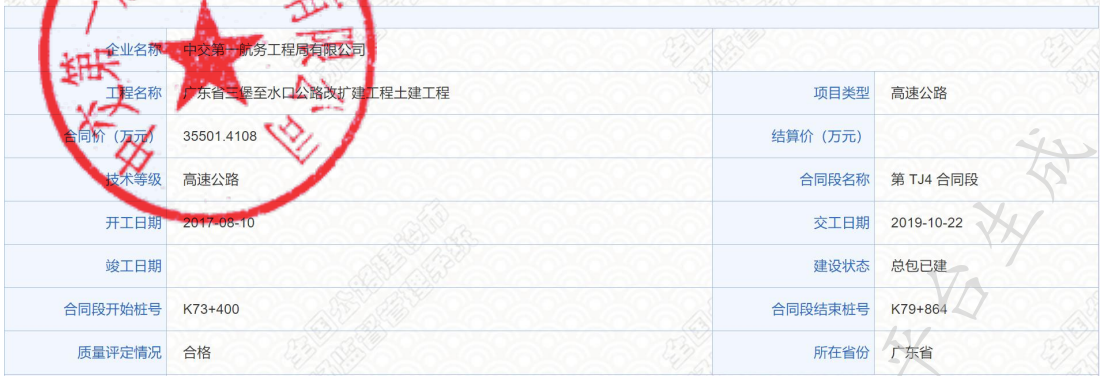 企业名称 中交第一航务工程局有限公司
工程名称 广东省三堡至水口公路改扩建工程土建工程 项目类型 高速公路
合同价（万元） 35501.4108 结算价（万元）
技术等级 高速公路 合同段名称 第 TJ4 合同段
开工日期 2017-08-10 交工日期 2019-10-22
竣工日期 建设状态 总包已建
合同段开始桩号 K73+400 合同段结束桩号 K79+864
质量评定情况 合格 所在省份 广东省